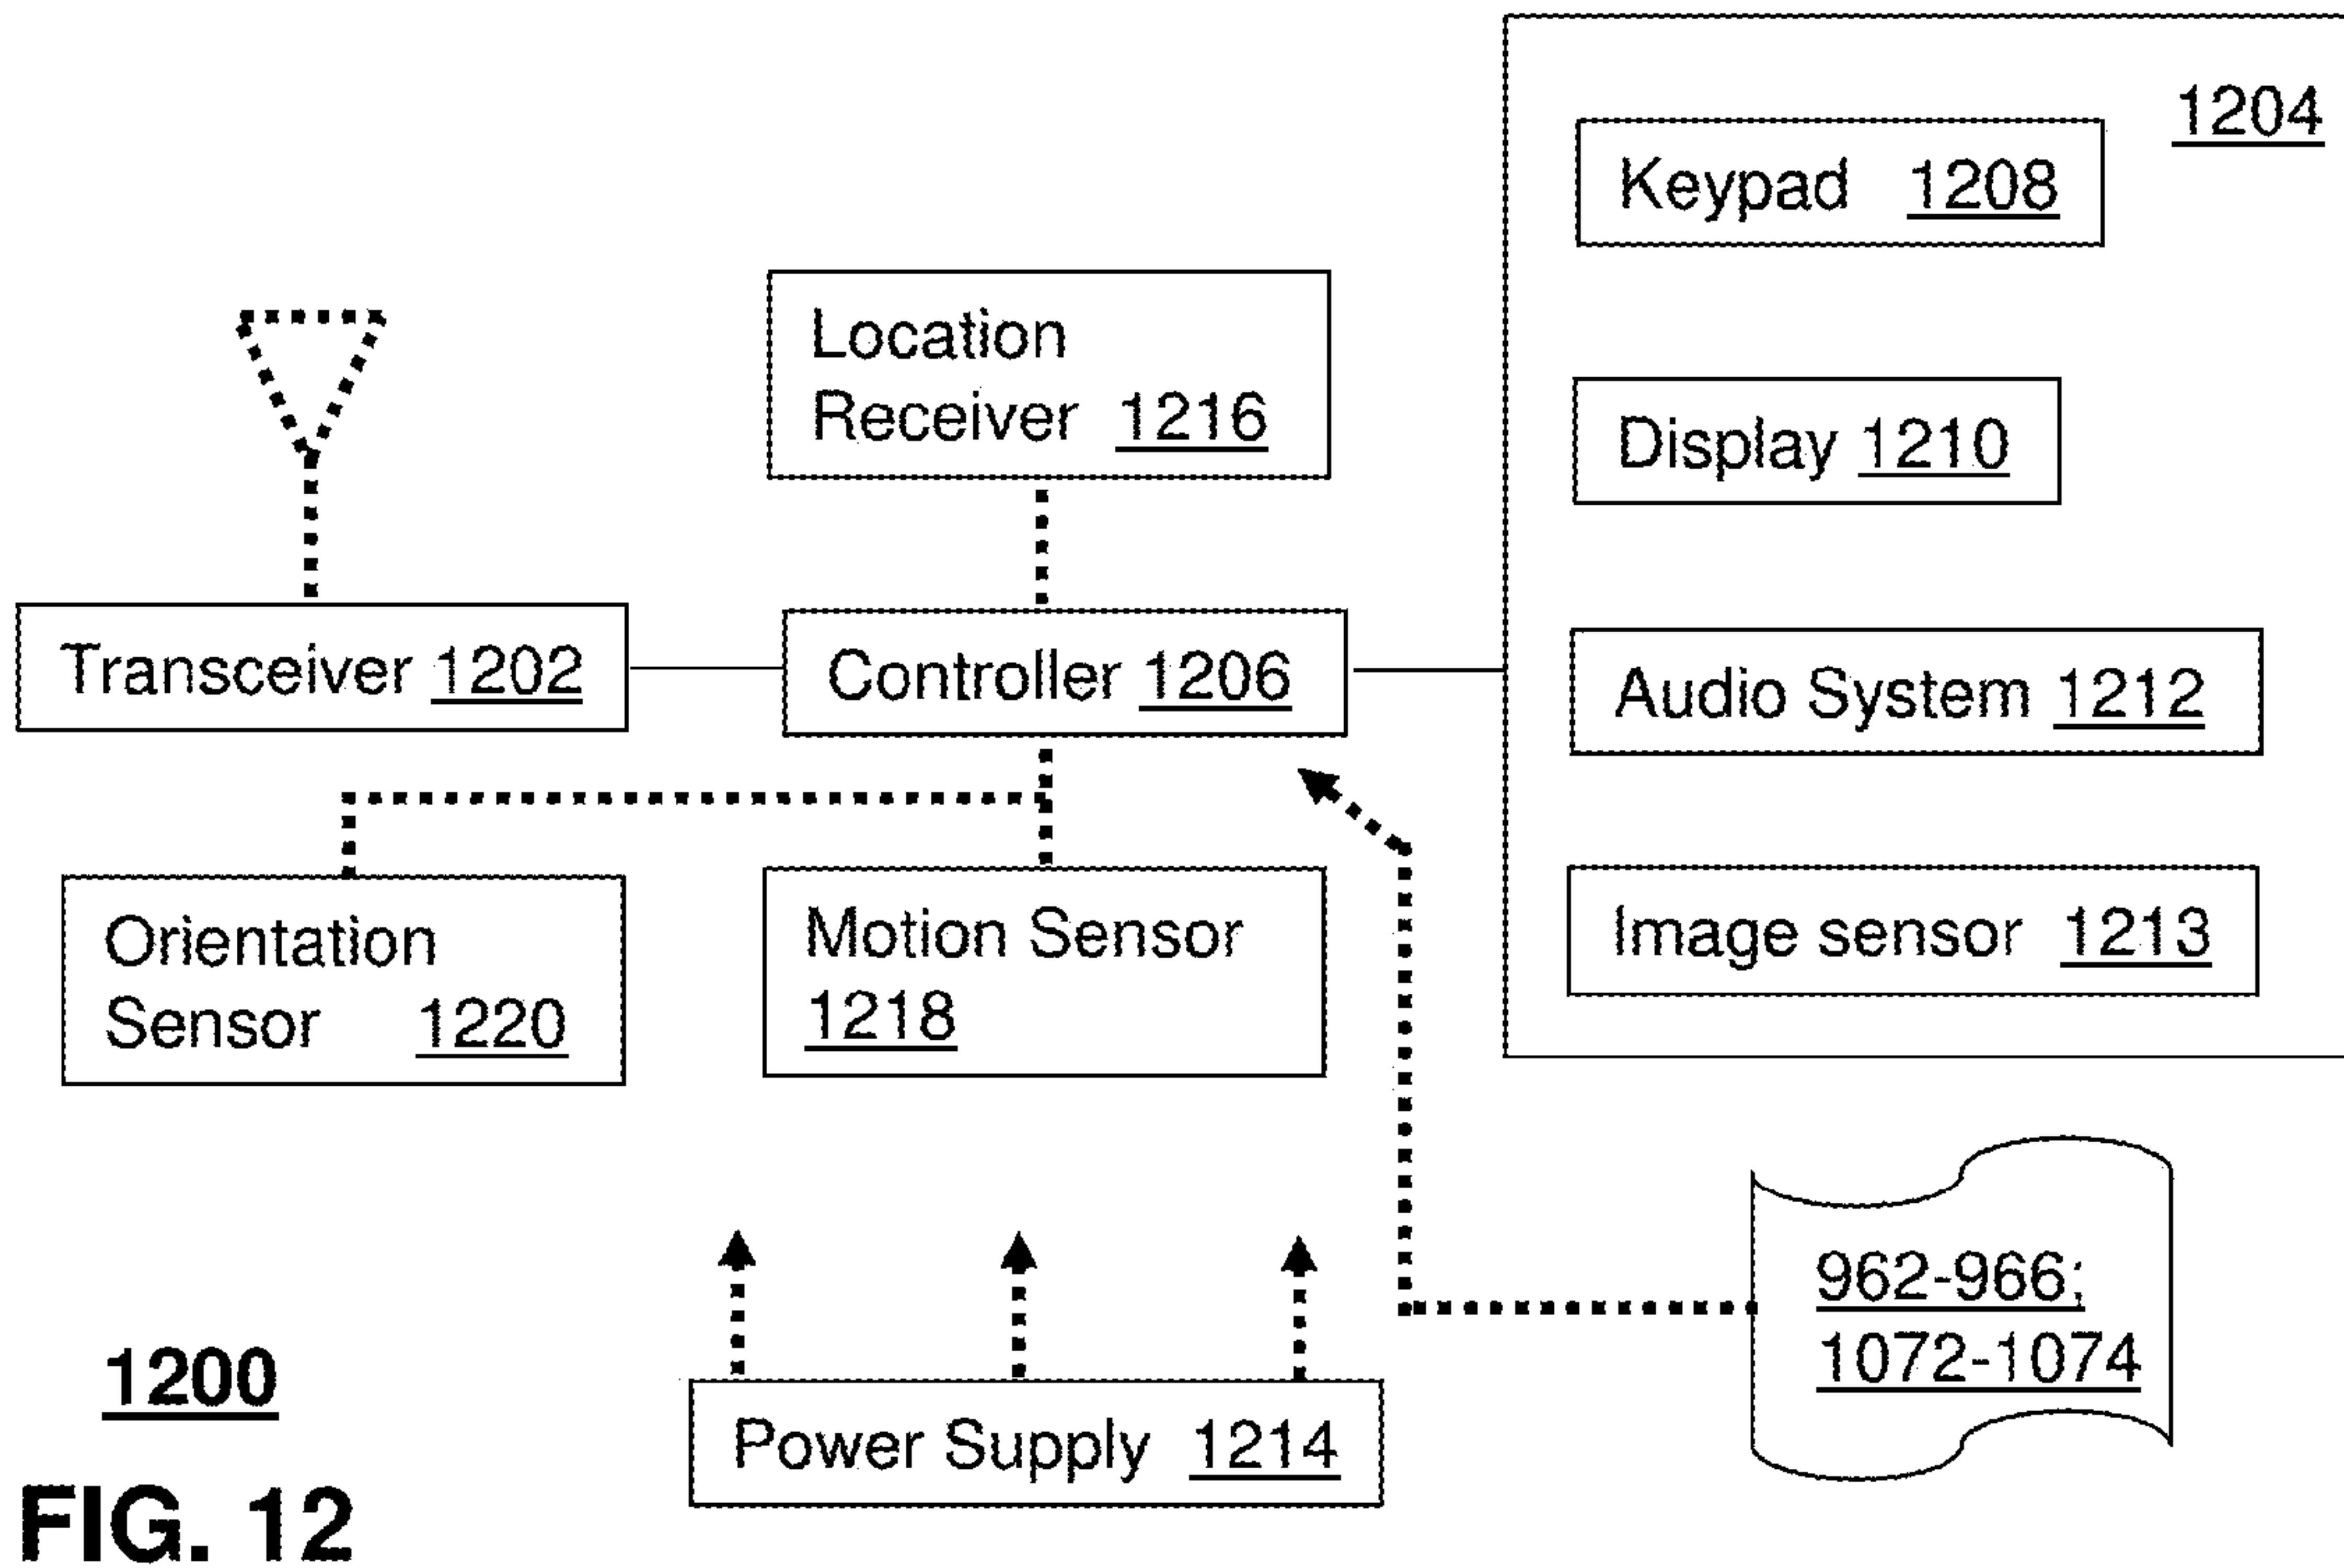 1204
Keypad 1208
Location
Receiver 1216
Display 1210
Transceiver 1202
Controller 1206
Audio System 1212
Orientation
Sensor 1220
Motion Sensor
1218
Image sensor 1213
962-966;
1072-1074
Power Supply 1214
1200
FIG. 12